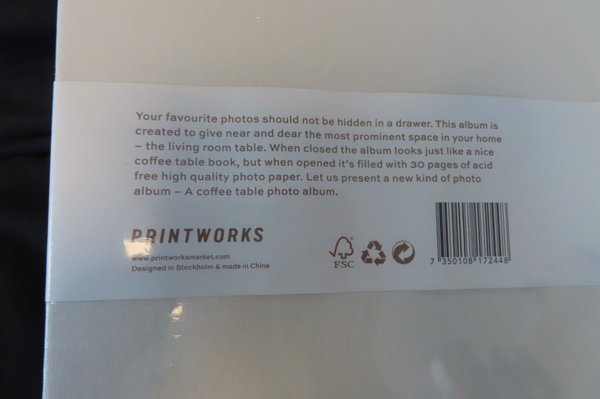 Your favourite photos should not be hidden in a drawer. This album is
created to give near and dear the most prominent space in your home
– the living room table. When closed the album looks just like a nice
coffee table book, but when opened it's filled with 30 pages of acid
free high quality photo paper. Let us present a new kind of photo
album – A coffee table photo album.
PRINTWORKS
www.printworksmarket.com
Designed in Stockholm & made in China
FSC
7 350108 172448